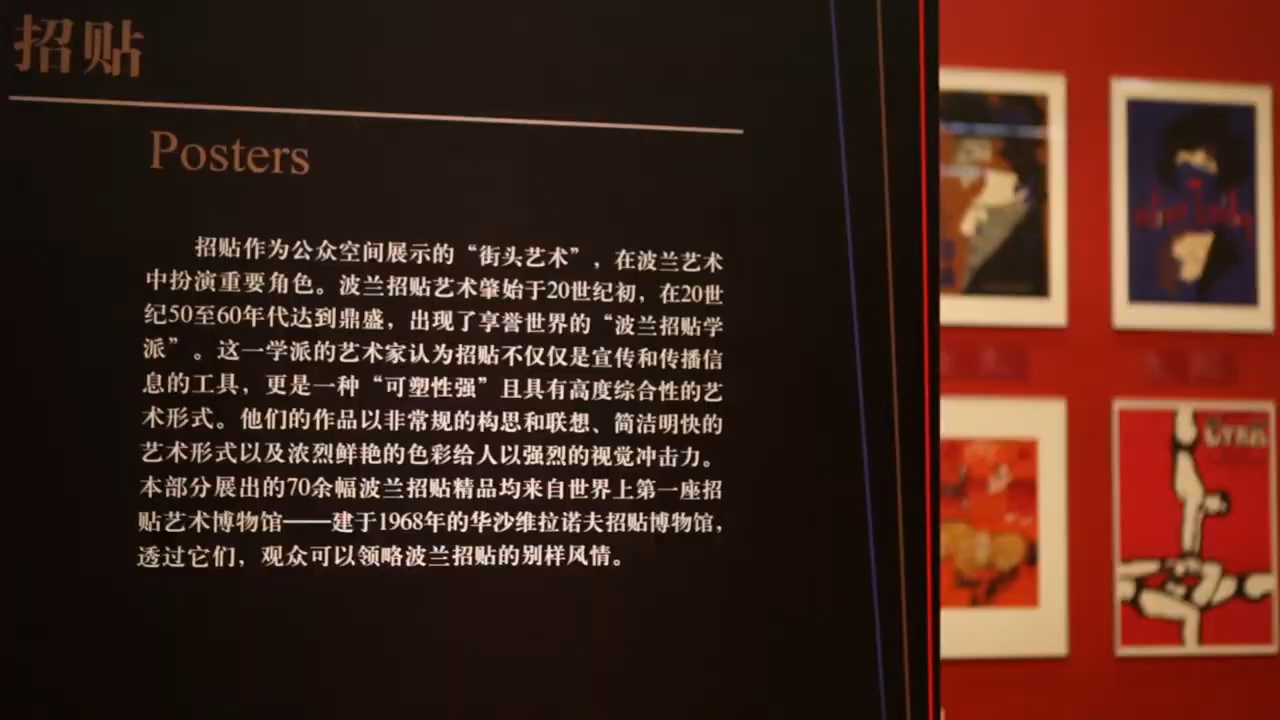 招贴
Posters
招贴作为公众空间展示的“街头艺术”，在波兰艺术
中扮演重要角色。波兰招贴艺术肇始于20世纪初，在20世
纪50至60年代达到鼎盛，出现了享誉世界的“波兰招贴学
派”。这一学派的艺术家认为招贴不仅仅是宣传和传播信
息的工具，更是一种“可塑性强”且具有高度综合性的艺
术形式。他们的作品以非常规的构思和联想、简洁明快的
艺术形式以及浓烈鲜艳的色彩给人以强烈的视觉冲击力。
本部分展出的70余幅波兰招贴精品均来自世界上第一座招
贴艺术博物馆——建于1968年的华沙维拉诺夫招贴博物馆，
透过它们，观众可以领略波兰招贴的别样风情。